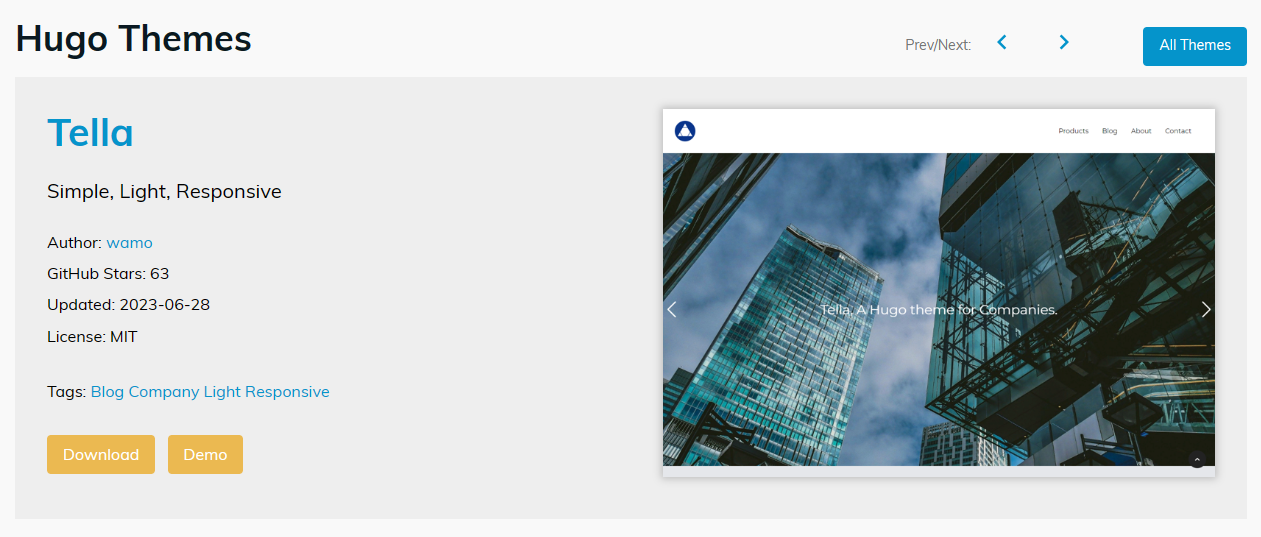 Hugo Themes
Prev/Next:
All Themes
Tella
Simple, Light, Responsive
Author: wamo
GitHub Stars: 63
Updated: 2023-06-28
License: MIT
Tags: Blog Company Light Responsive
Download Demo
Products Blog About Contact
Tella, A Hugo theme for Companies.